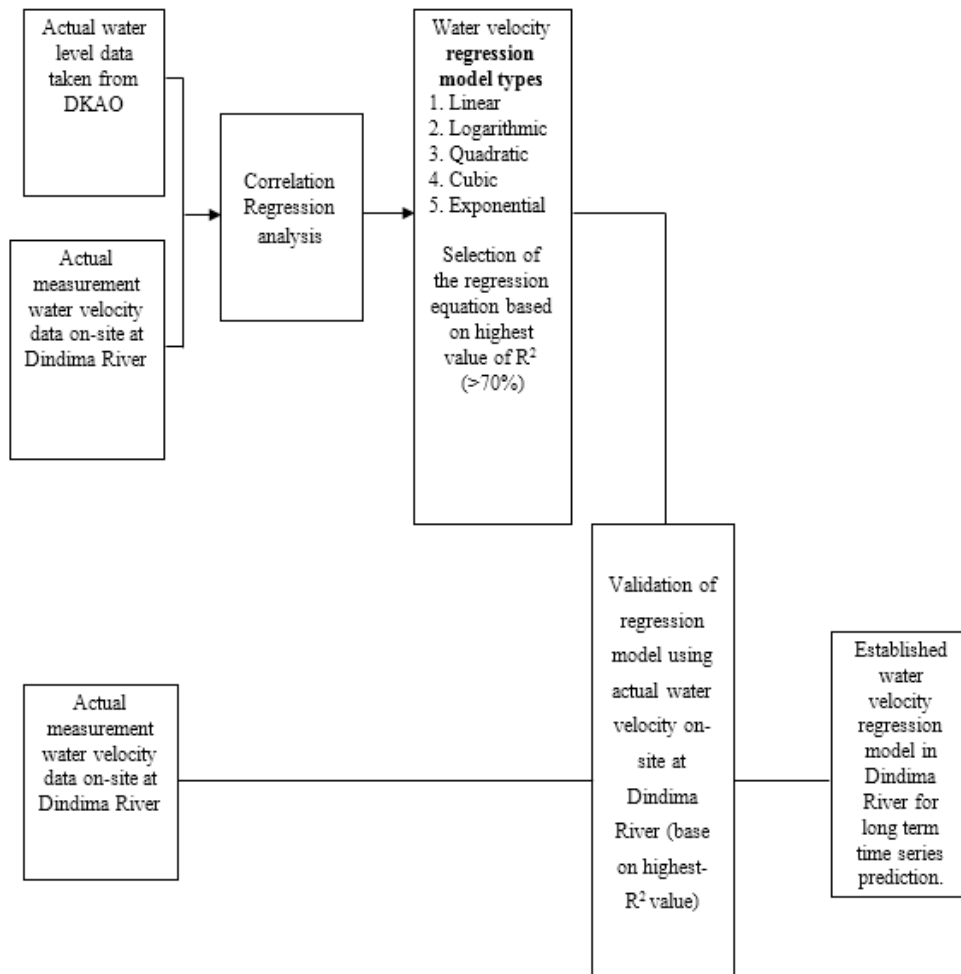 Actual water
level data
taken from
DKAO
Actual
measurement
water velocity
data on-site at
Dindima River
Correlation
Regression
analysis
Water velocity
regression
model types
1. Linear
2. Logarithmic
3. Quadratic
4. Cubic
5. Exponential
Selection of
the regression
equation based
on highest
value of R²
(>70%)
Actual
measurement
water velocity
data on-site at
Dindima River
Validation of
regression
model using
actual water
velocity on-
site at
Dindima
River (base
on highest-
R² value)
Established
water
velocity
regression
model in
Dindima
River for
long term
time series
prediction.